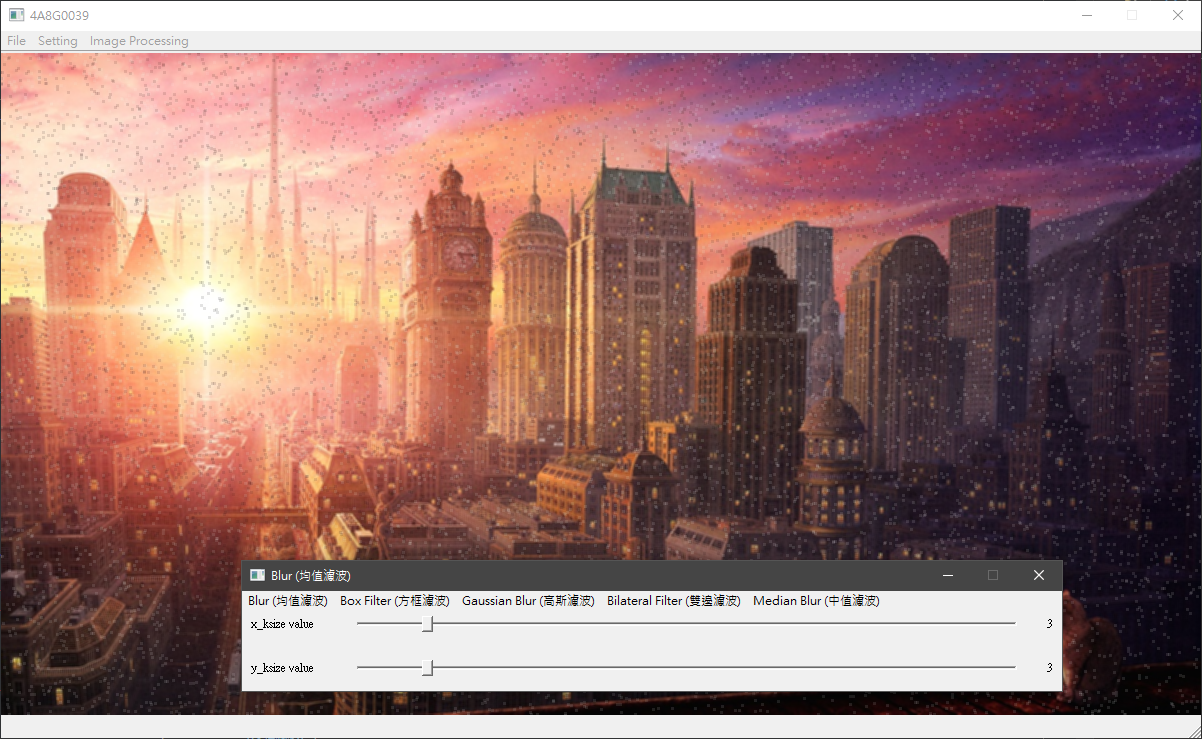 4A8G0039
File Setting Image Processing
Blur (均值濾波)
Blur (均值濾波) Box Filter (方框濾波) Gaussian Blur (高斯濾波) Bilateral Filter (雙邊濾波) Median Blur (中值濾波)
x_ksize value 3
y_ksize value 3